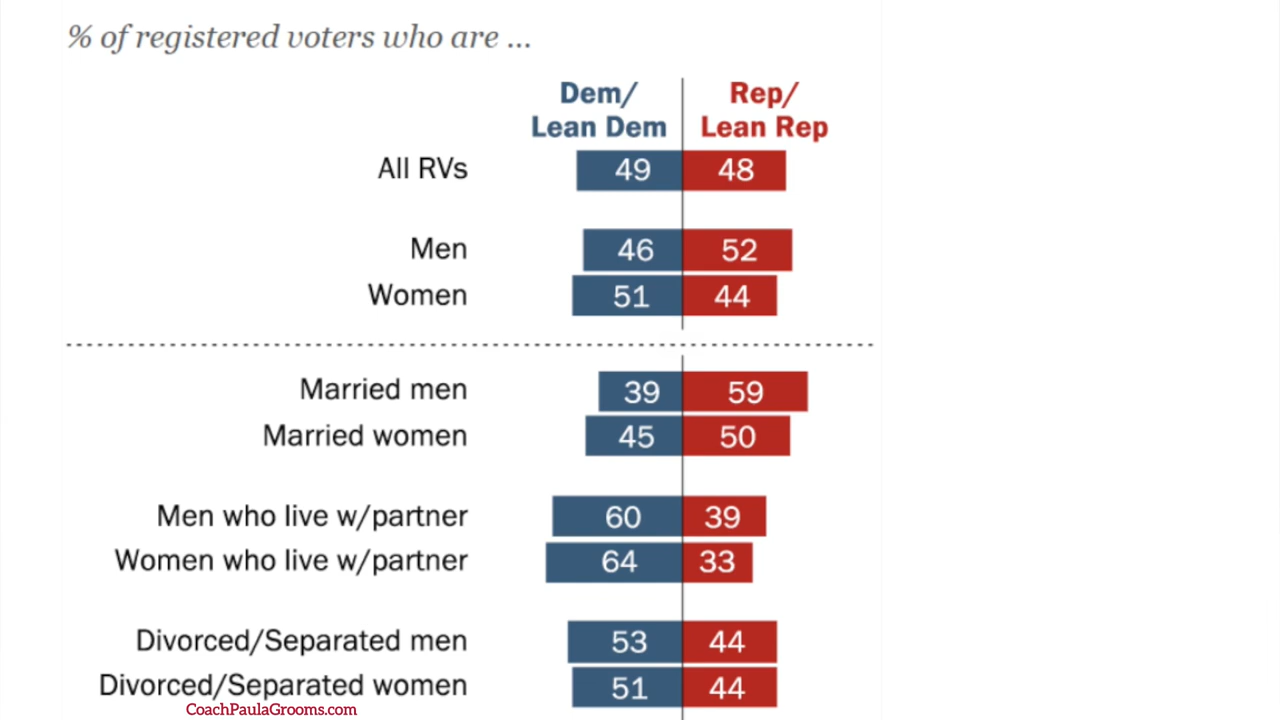 % of registered voters who are ...
Dem/ Rep/
Lean Dem Lean Rep
All RVs 49 48
Men 46 52
Women 51 44
Married men 39 59
Married women 45 50
Men who live w/partner 60 39
Women who live w/partner 64 33
Divorced/Separated men 53 44
Divorced/Separated women 51 44
CoachPaulaGrooms.com